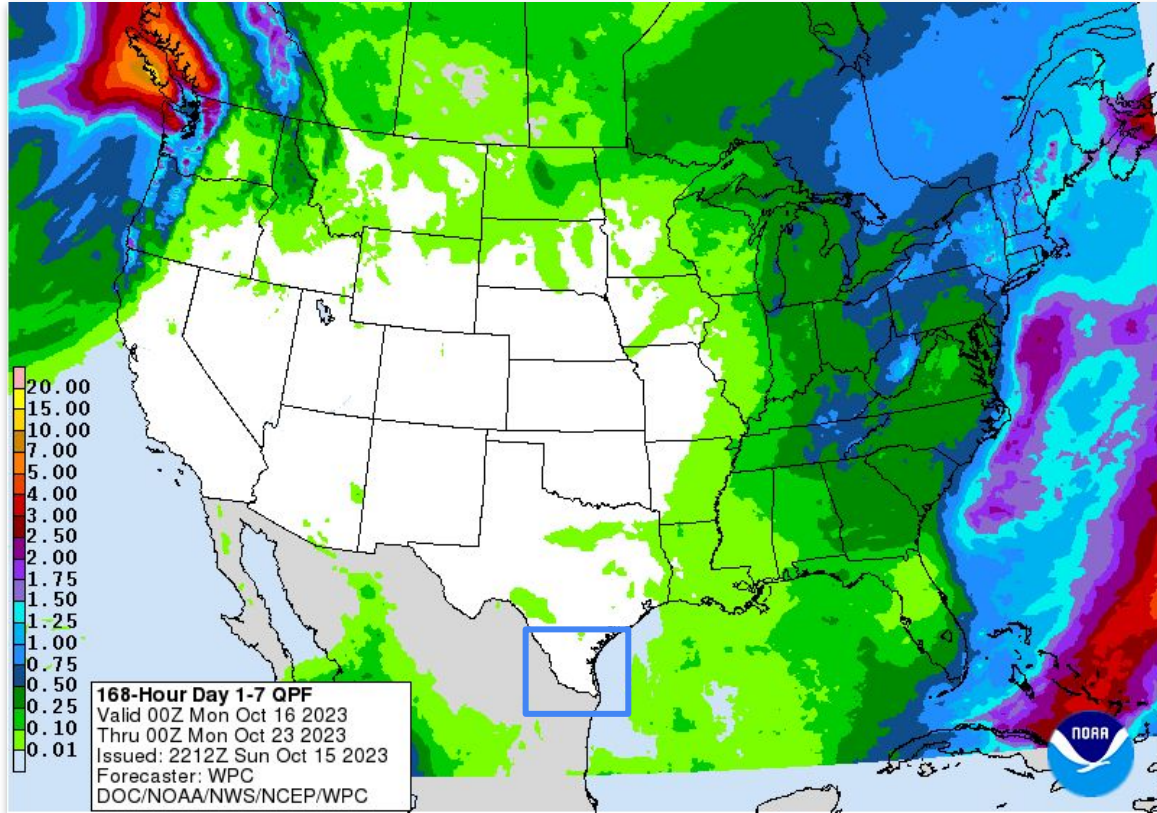 20.00
15.00
10.00
7.00
5.00
4.00
3.00
2.50
2.00
1.75
1.50
1.25
1.00
0.75
0.50
0.25
0.10
0.01
168-Hour Day 1-7 QPF
Valid 00Z Mon Oct 16 2023
Thru 00Z Mon Oct 23 2023
Issued: 2212Z Sun Oct 15 2023
Forecaster: WPC
DOC/NOAA/NWS/NCEP/WPC
NOAA